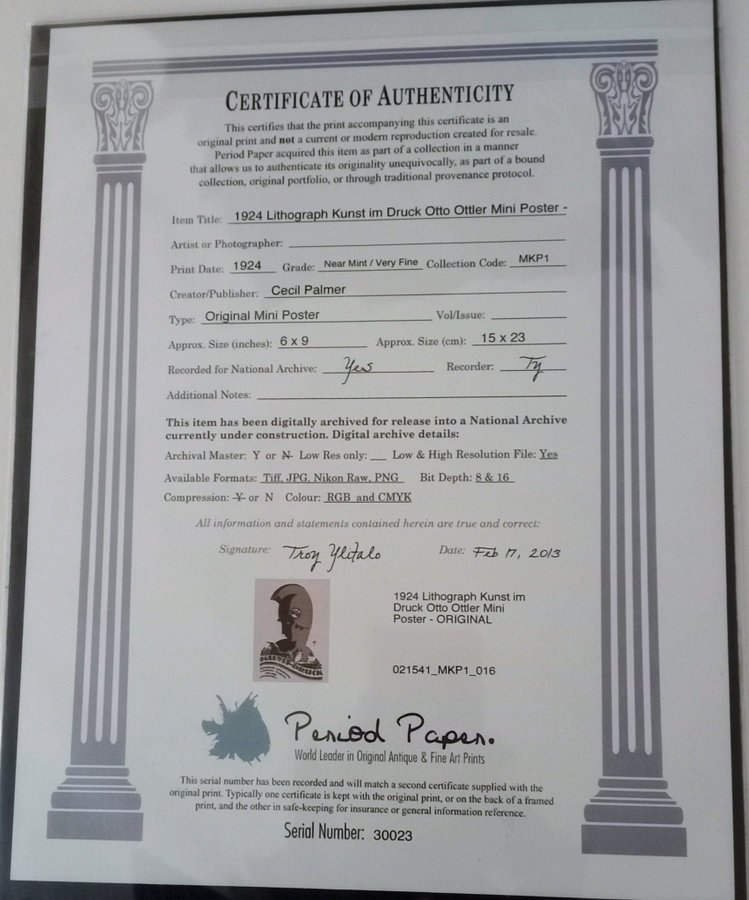 CERTIFICATE OF AUTHENTICITY
This certifies that the print accompanying this certificate is an
original print and not a current or modern reproduction created for resale.
Period Paper acquired this item as part of a collection in a manner
that allows us to authenticate its originality unequivocally, as part of a bound
collection, original portfolio, or through traditional provenance protocol.
Item Title: 1924 Lithograph Kunst im Druck Otto Ottler Mini Poster -
Artist or Photographer:
Print Date: 1924 Grade: Near Mint / Very Fine Collection Code: MKP1
Creator/Publisher: Cecil Palmer
Type: Original Mini Poster Vol/Issue:
Approx. Size (inches): 6 x 9 Approx. Size (cm): 15 x 23
Recorded for National Archive: Yes Recorder: Ty
Additional Notes:
This item has been digitally archived for release into a National Archive
currently under construction. Digital archive details:
Archival Master: Y or N Low Res only: __ Low & High Resolution File: Yes
Available Formats: Tiff, JPG, Nikon Raw, PNG Bit Depth: 8 & 16
Compression: Y or N Colour: RGB and CMYK
All information and statements contained herein are true and correct:
Signature: Troy Ylitalo Date: Feb 17, 2013
1924 Lithograph Kunst im
Druck Otto Ottler Mini
Poster - ORIGINAL
021541_MKP1_016
Period Paper.
World Leader in Original Antique & Fine Art Prints
This serial number has been recorded and will match a second certificate supplied with the
original print. Typically one certificate is kept with the original print, or on the back of a framed
print, and the other in safe-keeping for insurance or general information reference.
Serial Number: 30023